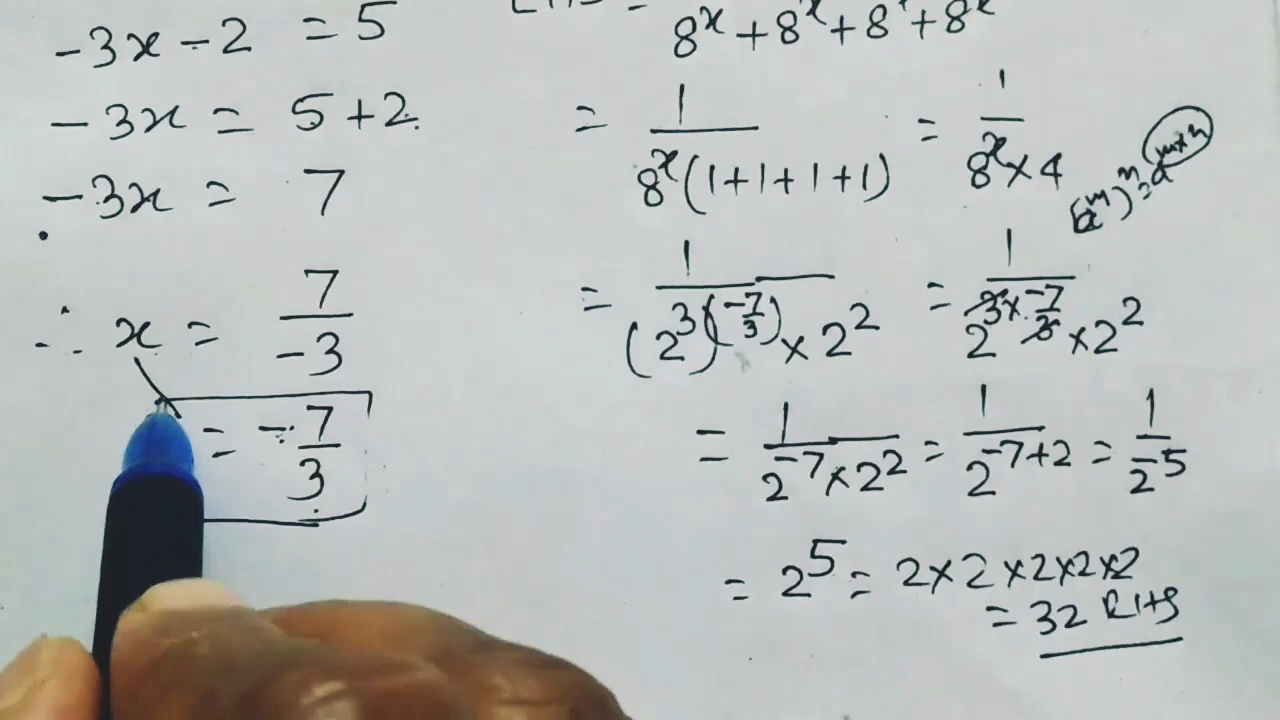 -3x - 2 = 5
-3x = 5 + 2
-3x = 7
∴ x = 7/-3
= -7/3
8^x + 8^x + 8^x + 8^x
= 1/(8^x(1+1+1+1)) = 1/(8^x × 4)
(a^m)^n = a^(m×n)
= 1/((2^3)^(-7/3) × 2^2) = 1/(2^(3×-7/3) × 2^2)
= 1/(2^-7 × 2^2) = 1/(2^(-7+2)) = 1/(2^-5)
= 2^5 = 2×2×2×2×2
= 32 RHS